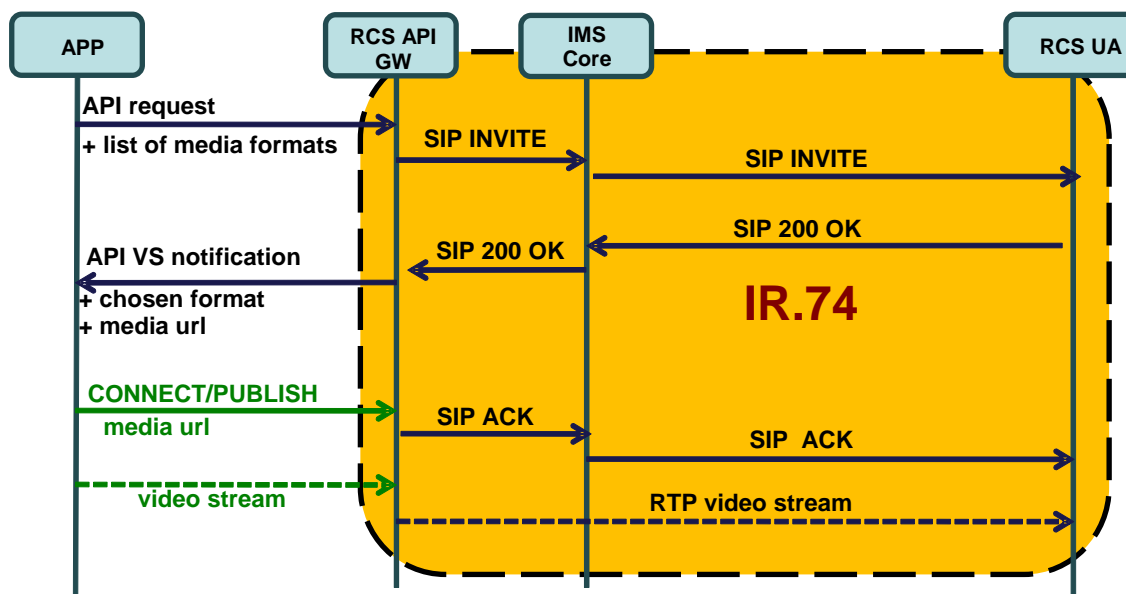 APP
RCS API
GW
IMS
Core
RCS UA
API request
+ list of media formats
SIP INVITE
SIP INVITE
SIP 200 OK
SIP 200 OK
API VS notification
+ chosen format
+ media url
IR.74
CONNECT/PUBLISH
media url
SIP ACK
SIP ACK
video stream
RTP video stream